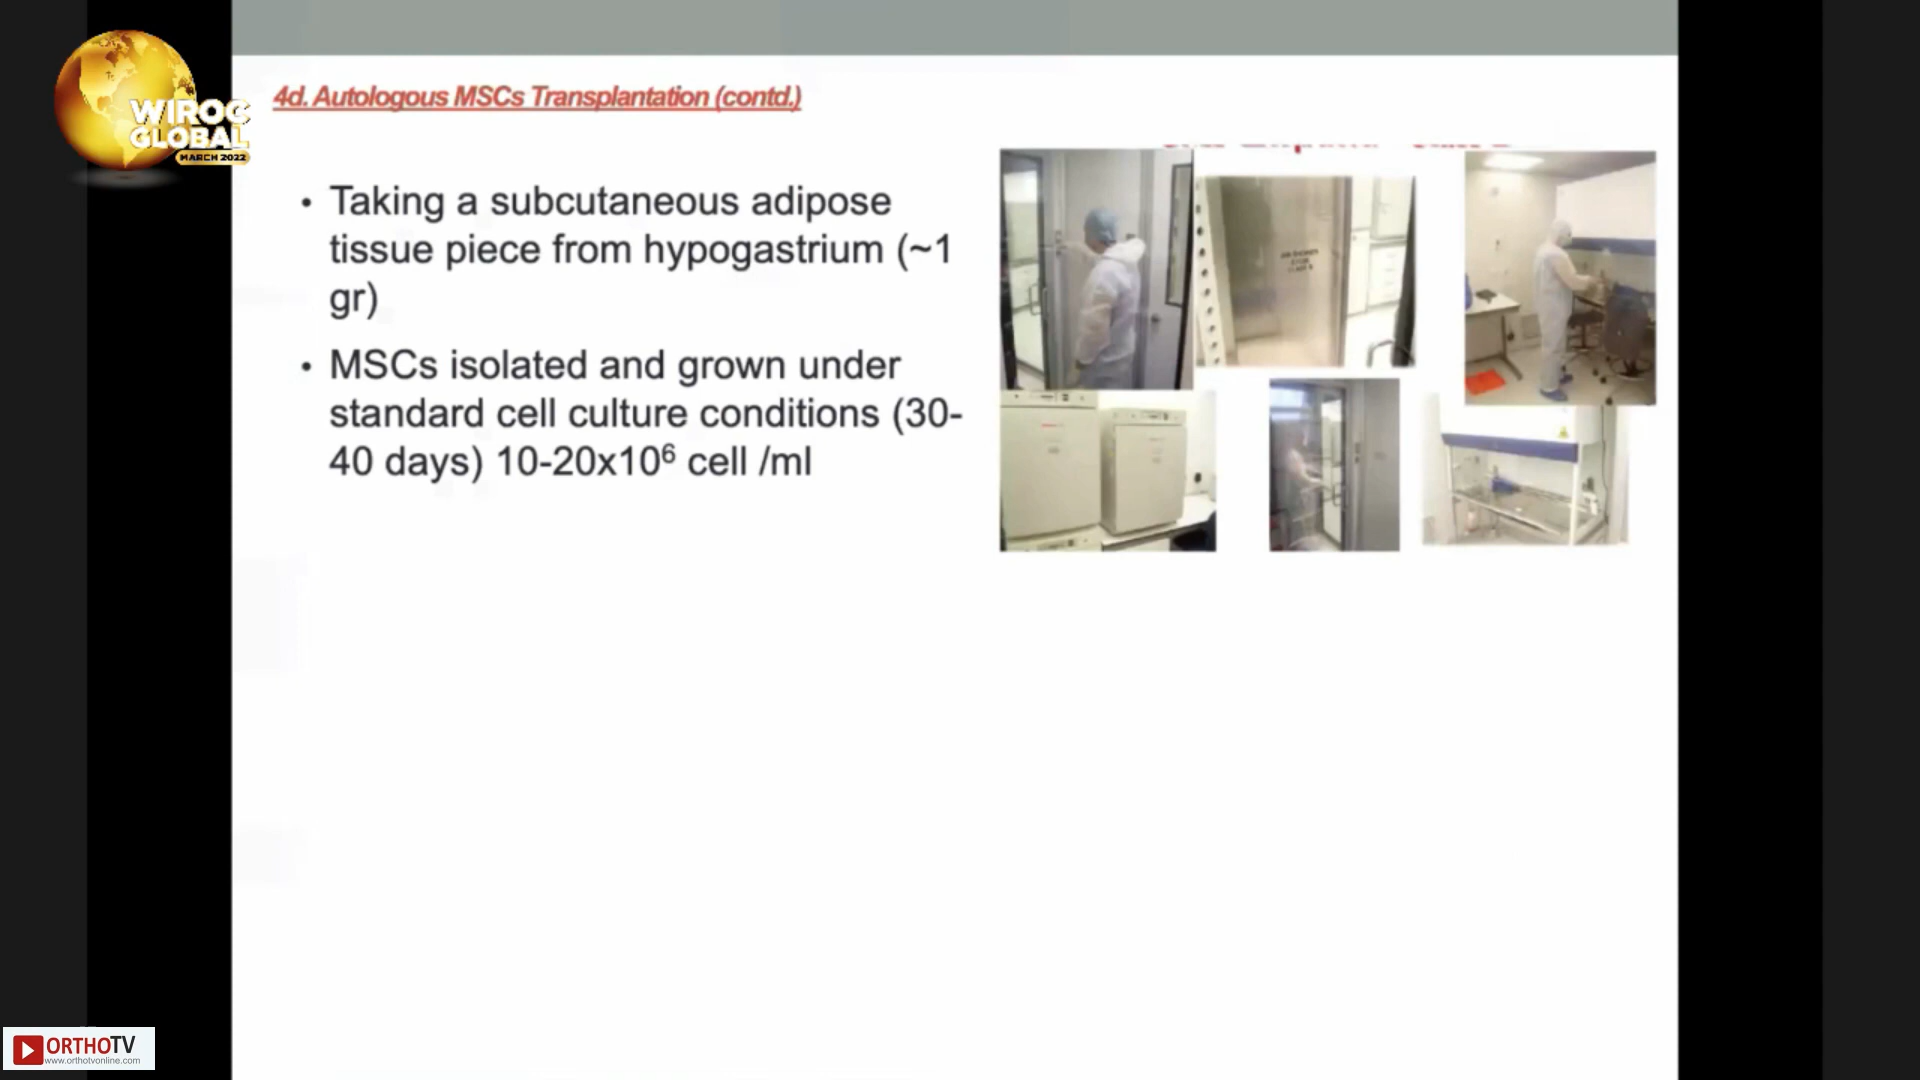 WIROC
GLOBAL
MARCH 2022
4d. Autologous MSCs Transplantation (contd.)
• Taking a subcutaneous adipose
tissue piece from hypogastrium (~1
gr)
• MSCs isolated and grown under
standard cell culture conditions (30-
40 days) 10-20x10⁶ cell /ml
ORTHOTV
www.orthotvonline.com